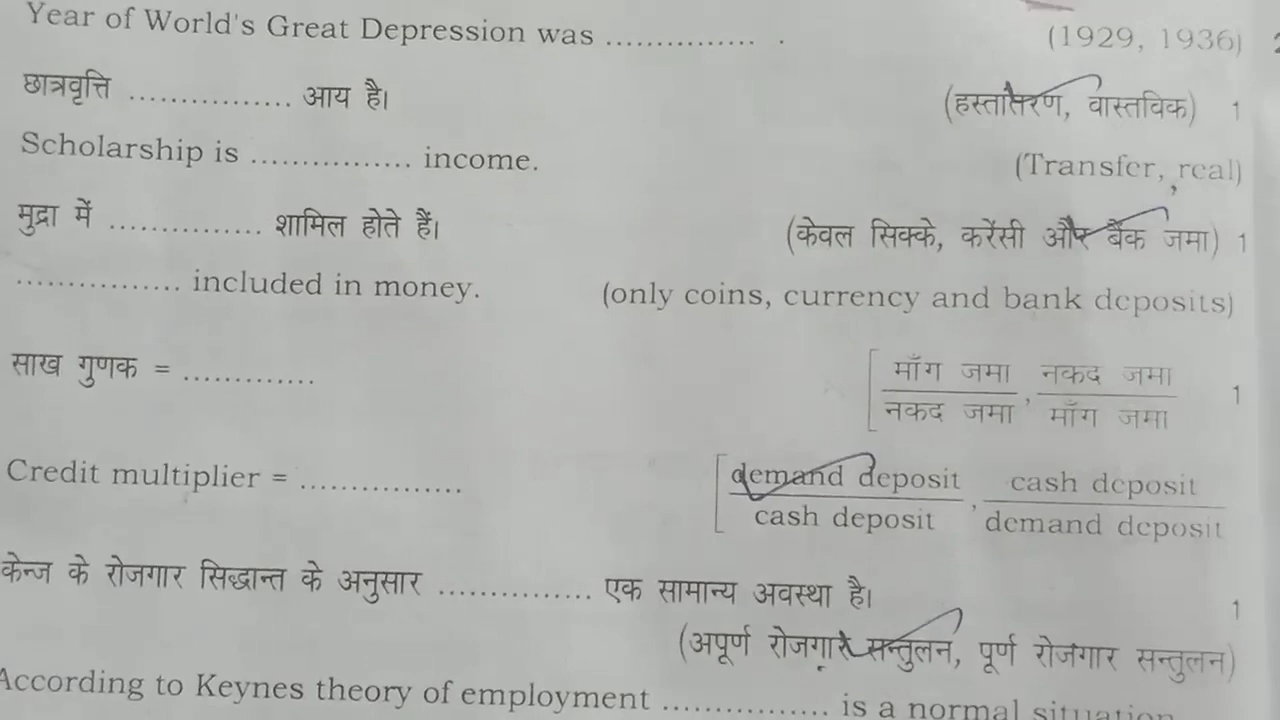 Year of World's Great Depression was ............... . (1929, 1936)
छात्रवृत्ति ................ आय है। (हस्तांतरण, वास्तविक) 1
Scholarship is ................ income. (Transfer, real)
मुद्रा में ............... शामिल होते हैं। (केवल सिक्के, करेंसी और बैंक जमा) 1
................ included in money. (only coins, currency and bank deposits)
साख गुणक = ............. [माँग जमा / नकद जमा, नकद जमा / माँग जमा 1
Credit multiplier = ................ [demand deposit / cash deposit, cash deposit / demand deposit
केन्ज के रोजगार सिद्धान्त के अनुसार ............... एक सामान्य अवस्था है। 1
(अपूर्ण रोजगार सन्तुलन, पूर्ण रोजगार सन्तुलन)
According to Keynes theory of employment ................ is a normal situation